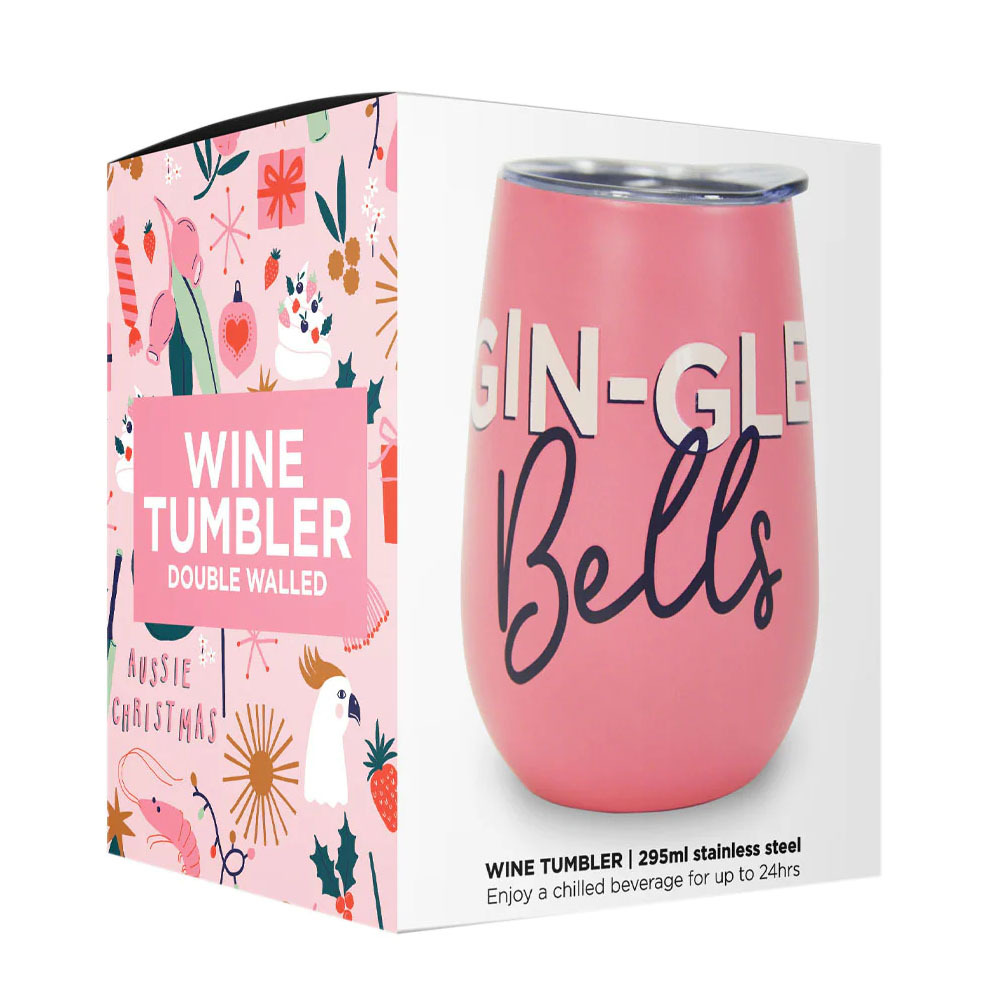 WINE
TUMBLER
DOUBLE WALLED
AUSSIE
CHRISTMAS
GIN-GLE
Bells
WINE TUMBLER | 295ml stainless steel
Enjoy a chilled beverage for up to 24hrs